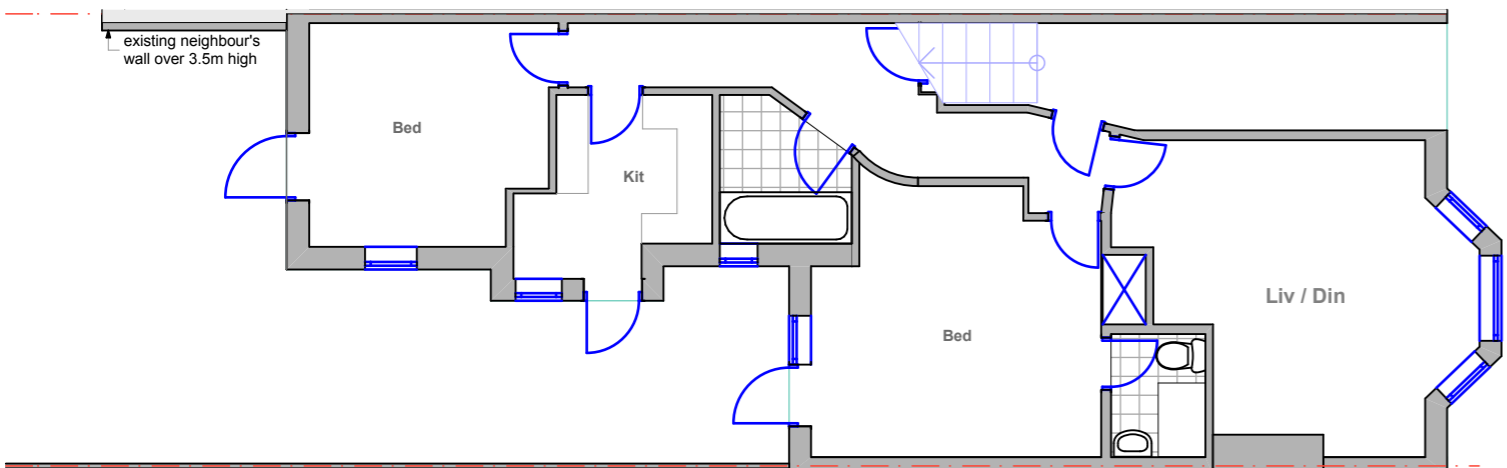 existing neighbour's
wall over 3.5m high
Bed
Kit
Bed
Liv / Din